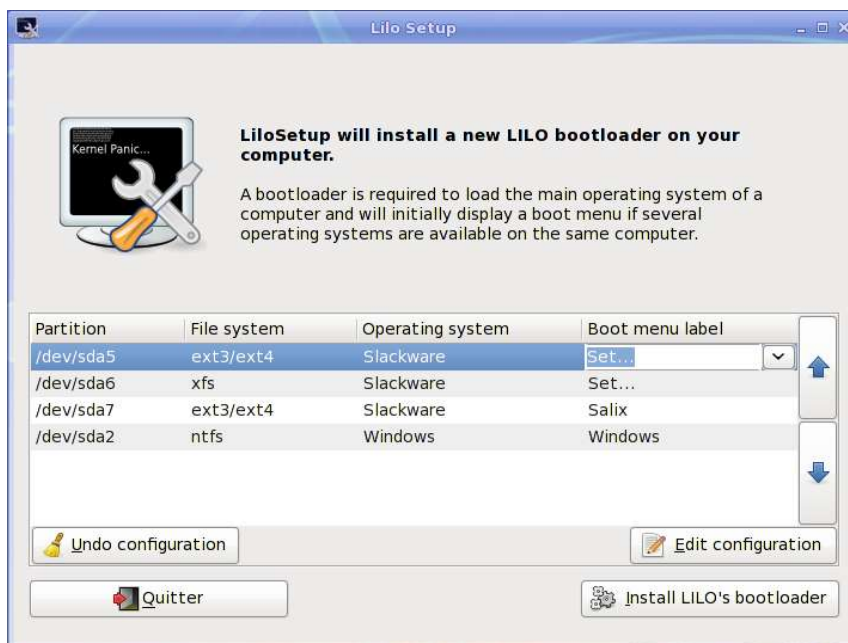 Lilo Setup
Kernel Panic...
LiloSetup will install a new LILO bootloader on your
computer.
A bootloader is required to load the main operating system of a
computer and will initially display a boot menu if several
operating systems are available on the same computer.
Partition File system Operating system Boot menu label
/dev/sda5 ext3/ext4 Slackware Set...
/dev/sda6 xfs Slackware Set...
/dev/sda7 ext3/ext4 Slackware Salix
/dev/sda2 ntfs Windows Windows
Undo configuration Edit configuration
Quitter Install LILO's bootloader